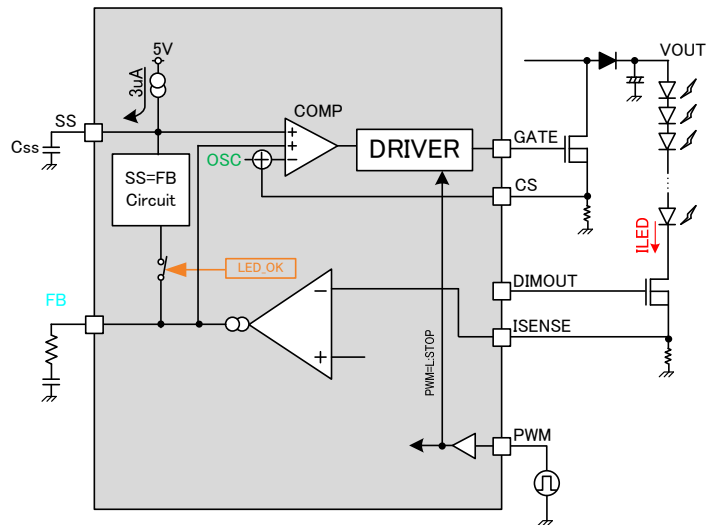 5V
3uA
SS
Css
COMP
OSC
DRIVER
GATE
VOUT
SS=FB
Circuit
CS
ILED
LED_OK
DIMOUT
FB
ISENSE
PWM=L:STOP
PWM